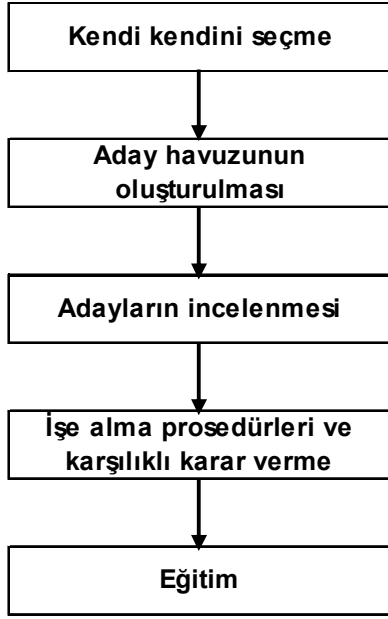 Kendi kendini seçme
Aday havuzunun
oluşturulması
Adayların incelenmesi
İşe alma prosedürleri ve
karşılıklı karar verme
Eğitim